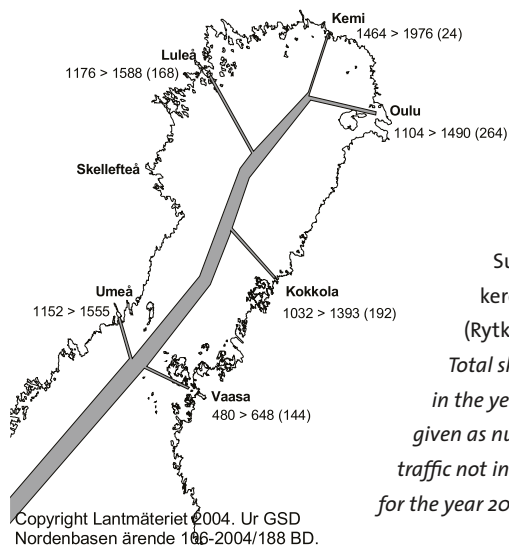 Kemi
1464 > 1976 (24)
Luleå
1176 > 1588 (168)
Oulu
1104 > 1490 (264)
Skellefteå
Umeå
1152 > 1555
Kokkola
1032 > 1393 (192)
Vaasa
480 > 648 (144)
Su
kere
(Rytk
Total sh
in the ye
given as nu
traffic not in
for the year 20
Copyright Lantmäteriet 2004. Ur GSD
Nordenbasen ärende 106-2004/188 BD.